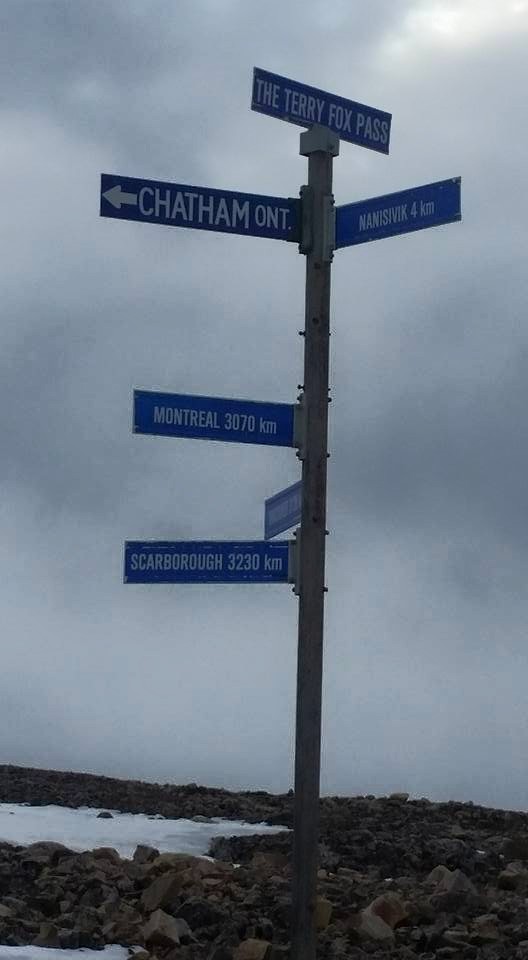 THE TERRY FOX PASS
CHATHAM ONT.
NANISIVIK 4 km
MONTREAL 3070 km
SCARBOROUGH 3230 km